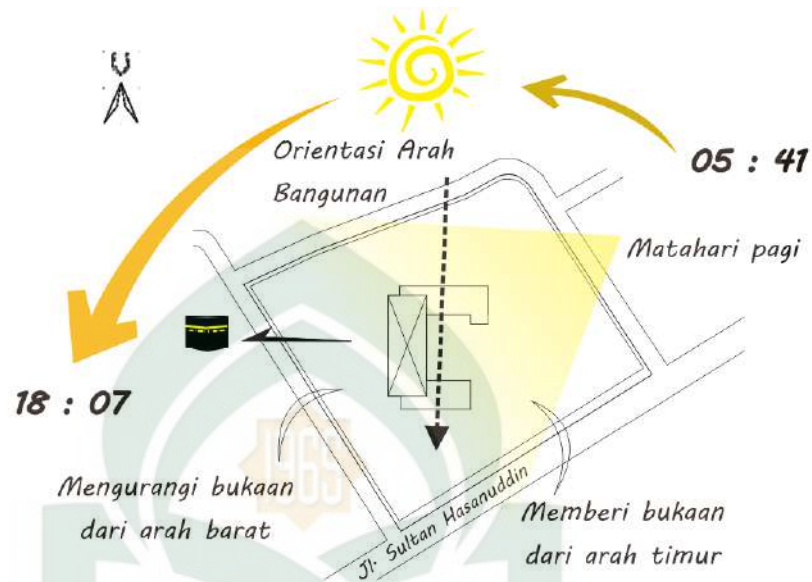 U
05 : 41
Orientasi Arah
Bangunan
Matahari pagi
18 : 07
1965
Mengurangi bukaan
dari arah barat
Jl. Sultan Hasanuddin
Memberi bukaan
dari arah timur